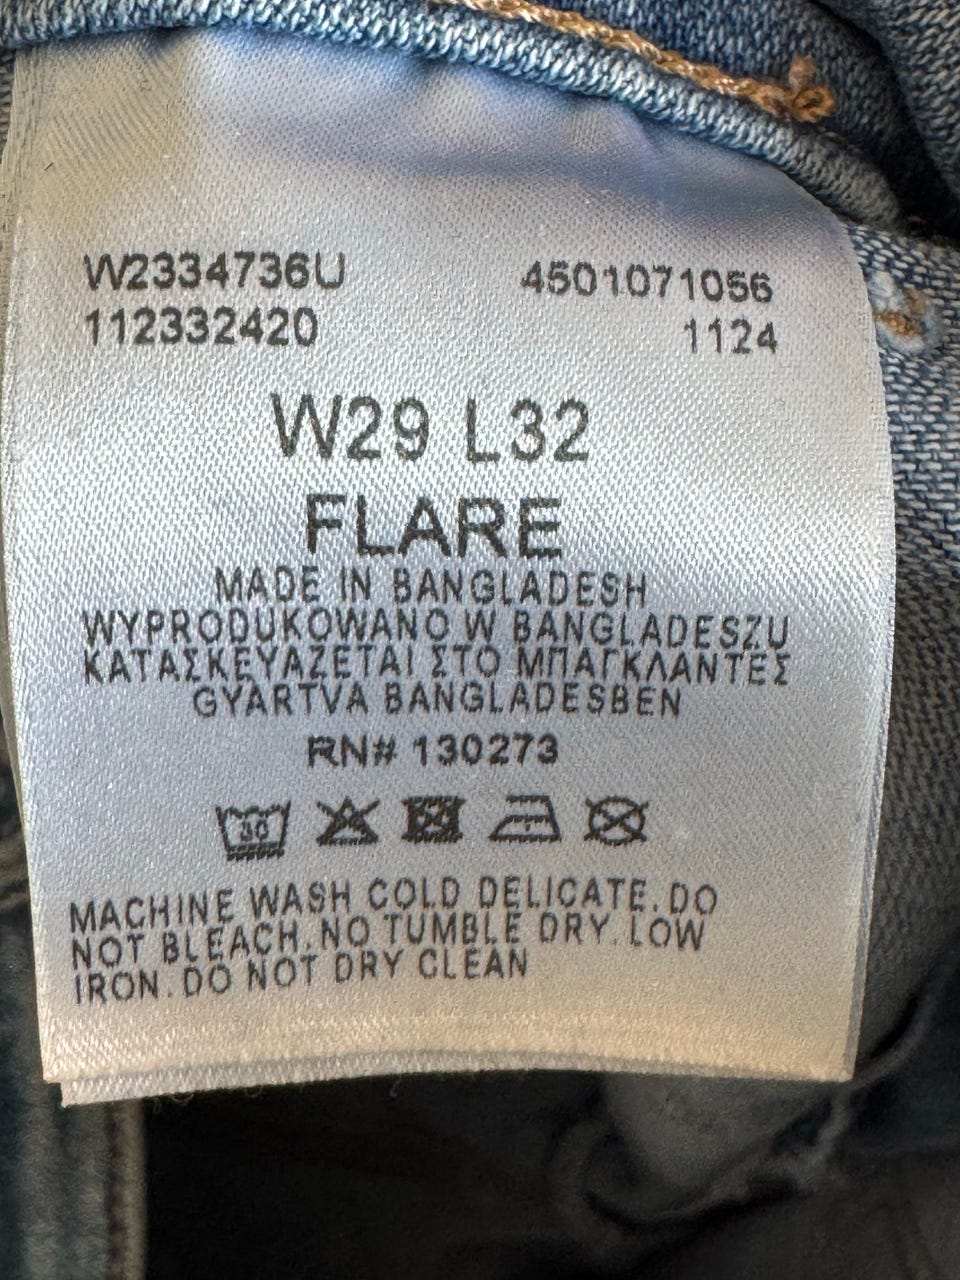 W2334736U 4501071056
112332420 1124
W29 L32
FLARE
MADE IN BANGLADESH
WYPRODUKOWANO W BANGLADESZU
ΚΑΤΑΣΚΕΥΑΖΕΤΑΙ ΣΤΟ ΜΠΑΓΚΛΑΝΤΕΣ
GYARTVA BANGLADESBEN
RN# 130273
30
MACHINE WASH COLD DELICATE. DO
NOT BLEACH. NO TUMBLE DRY. LOW
IRON. DO NOT DRY CLEAN